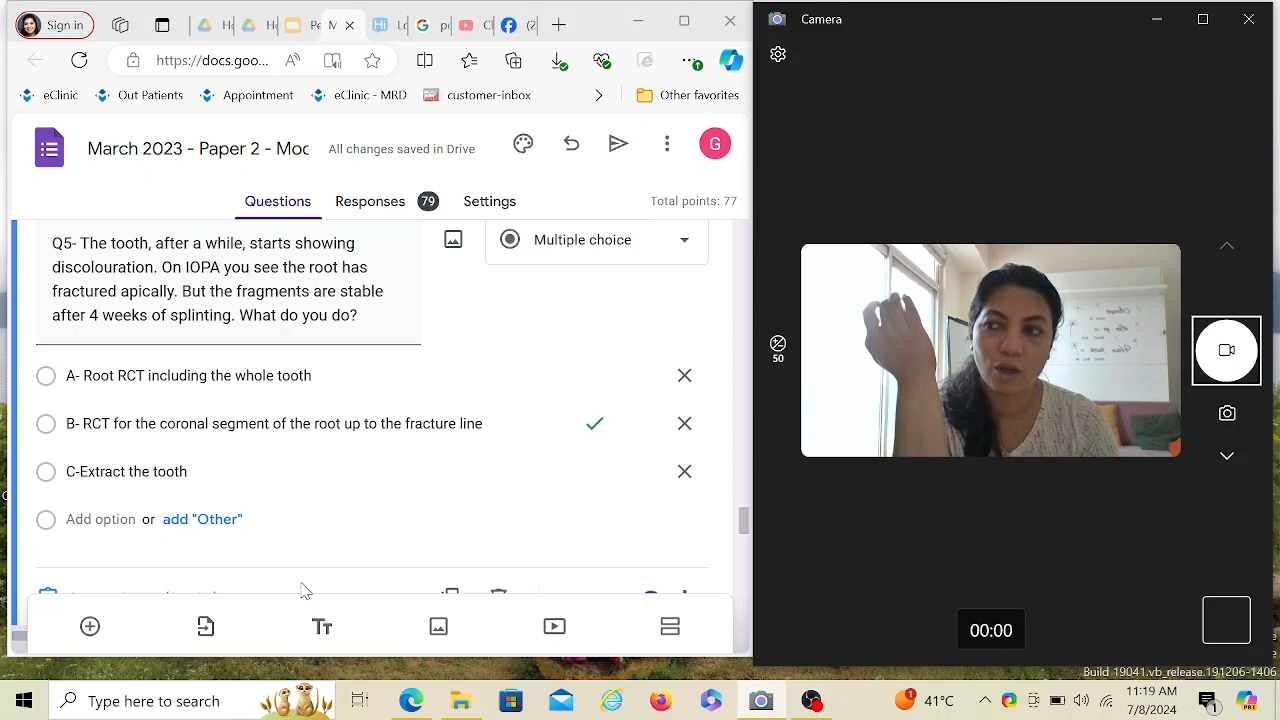 Sign
Camera
https://docs.goo...
eClinic
Out Patients
Appointment
eClinic - MRD
customer-inbox
Other favorites
March 2023 - Paper 2 - Moc
All changes saved in Drive
G
Questions
Responses 79
Settings
Total points: 77
Q5- The tooth, after a while, starts showing
discolouration. On IOPA you see the root has
fractured apically. But the fragments are stable
after 4 weeks of splinting. What do you do?
Multiple choice
A- Root RCT including the whole tooth
B- RCT for the coronal segment of the root up to the fracture line
C-Extract the tooth
Add option or add "Other"
50
00:00
Build 19041.vb_release.191206-1406
Type here to search
41°C
11:19 AM
7/8/2024